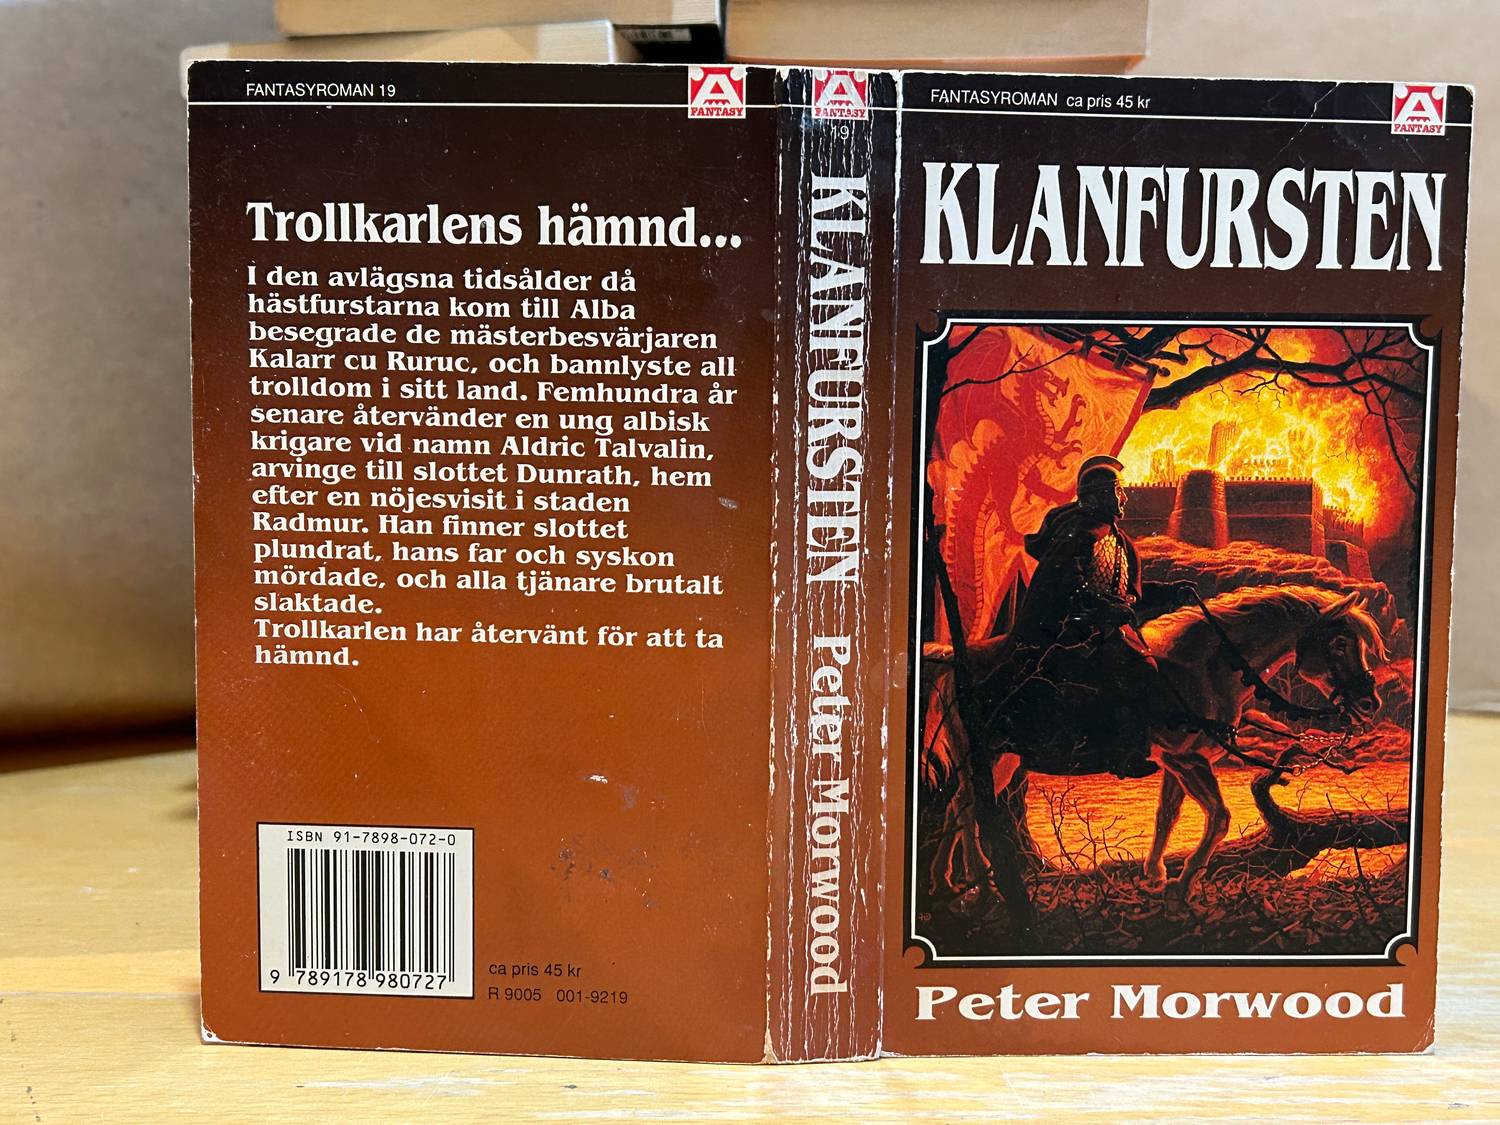 FANTASYROMAN 19
A
FANTASY
Trollkarlens hämnd...
I den avlägsna tidsålder då
hästfurstarna kom till Alba
besegrade de mästerbesvärjaren
Kalarr cu Ruruc, och bannlyste all
trolldom i sitt land. Femhundra år
senare återvänder en ung albisk
krigare vid namn Aldric Talvalin,
arvinge till slottet Dunrath, hem
efter en nöjesvisit i staden
Radmur. Han finner slottet
plundrat, hans far och syskon
mördade, och alla tjänare brutalt
slaktade.
Trollkarlen har återvänt för att ta
hämnd.
ISBN 91-7898-072-0
9 789178 980727
ca pris 45 kr
R 9005 001-9219
A
FANTASY
19
KLANFURSTEN Peter Morwood
FANTASYROMAN ca pris 45 kr
A
FANTASY
KLANFURSTEN
Peter Morwood